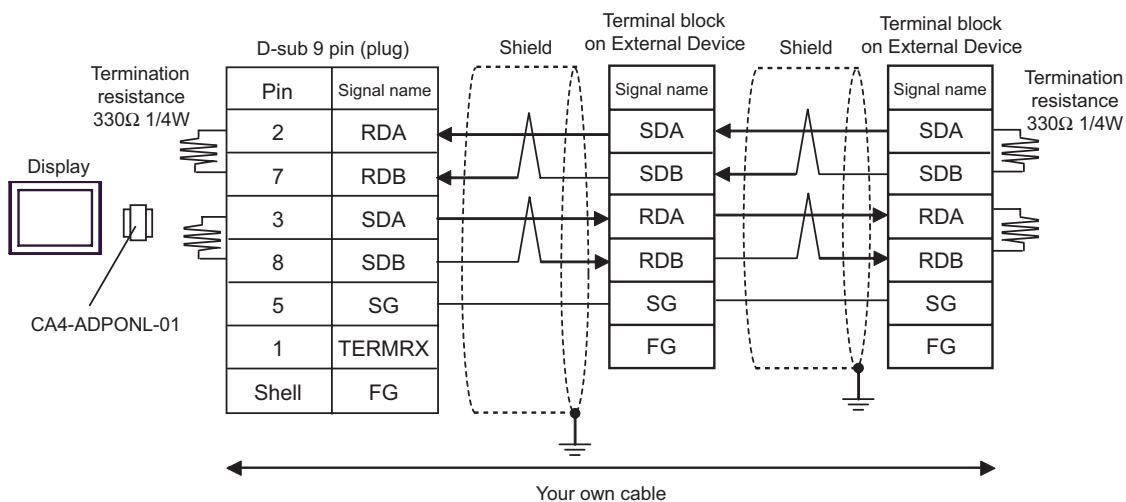 Terminal block
on External Device
Terminal block
on External Device
D-sub 9 pin (plug)
Shield
Shield
Termination
resistance
330Ω 1/4W
Termination
resistance
330Ω 1/4W
Display
CA4-ADPONL-01
Pin Signal name
2 RDA
7 RDB
3 SDA
8 SDB
5 SG
1 TERMRX
Shell FG
Signal name
SDA
SDB
RDA
RDB
SG
FG
Signal name
SDA
SDB
RDA
RDB
SG
FG
Your own cable